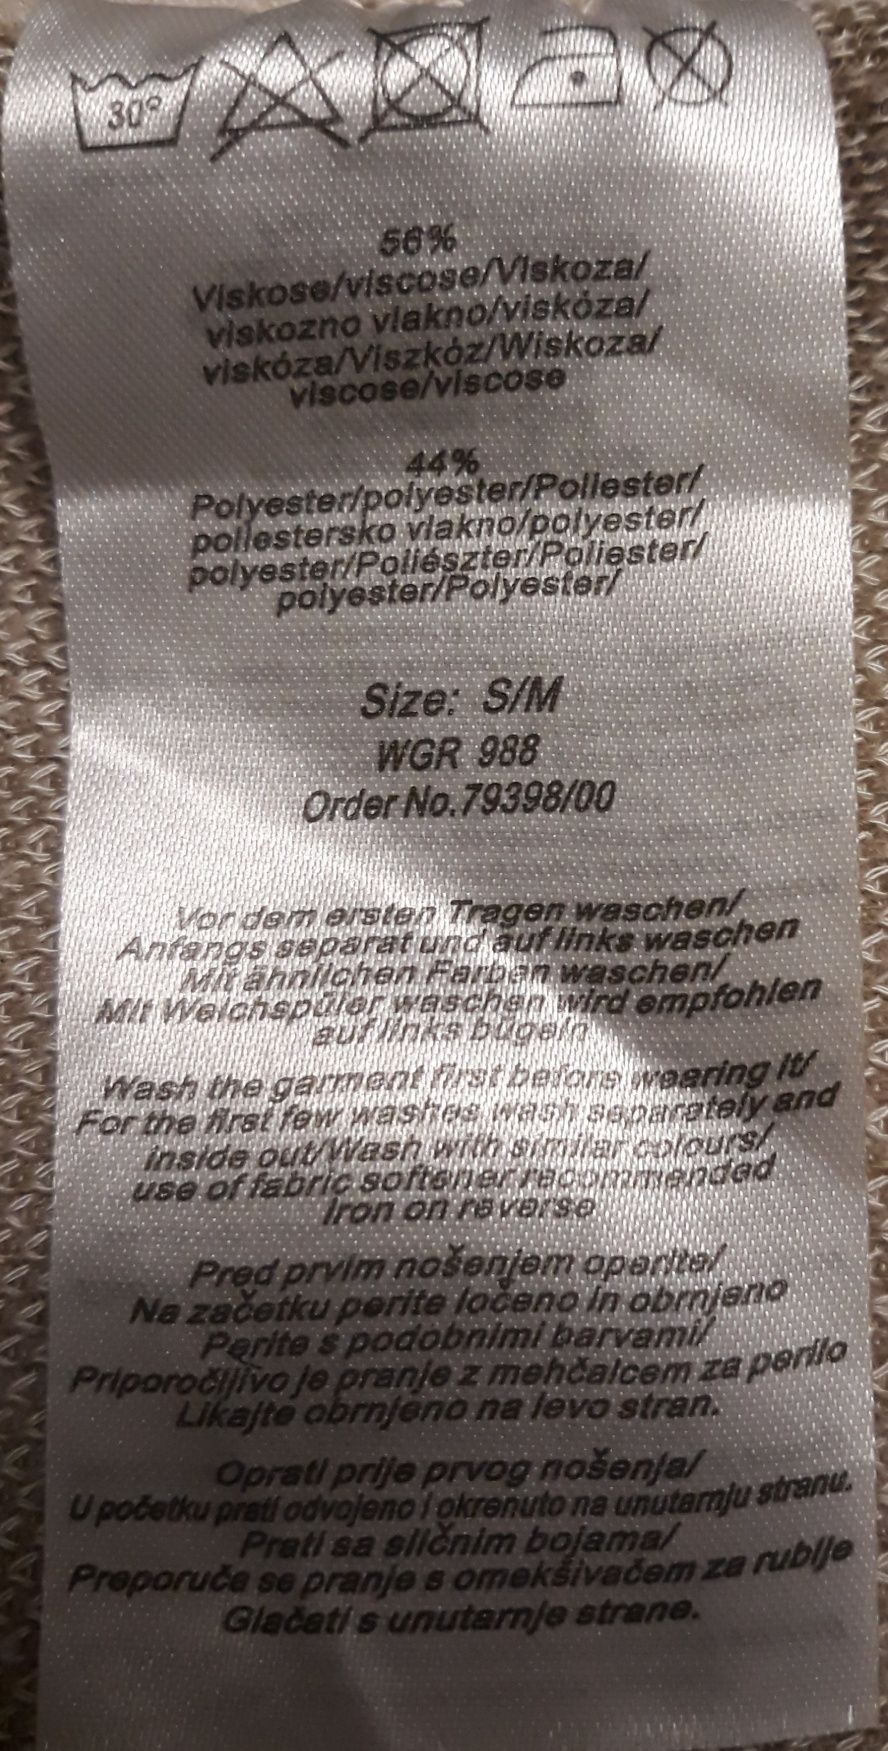 30°
56%
Viskose/viscose/Viskoza/
viskozno vlakno/viskóza/
viskóza/Viszkóz/Wiskoza/
viscose/viscose
44%
Polyester/polyester/Poliester/
poliestersko vlakno/polyester/
polyester/Poliészter/Poliester/
polyester/Polyester/
Size: S/M
WGR 988
Order No.79398/00
Vor dem ersten Tragen waschen/
Anfangs separat und auf links waschen
Mit ähnlichen Farben waschen/
Mit Weichspüler waschen wird empfohlen
auf links bügeln
Wash the garment first before wearing it/
For the first few washes wash separately and
inside out/Wash with similar colours/
use of fabric softener recommended
Iron on reverse
Pred prvim nošenjem operite/
Na začetku perite ločeno in obrnjeno
Perite s podobnimi barvami/
Priporočljivo je pranje z mehčalcem za perilo
Likajte obrnjeno na levo stran.
Oprati prije prvog nošenja/
U početku prati odvojeno i okrenuto na unutarnju stranu.
Prati sa sličnim bojama/
Preporuča se pranje s omekšivačem za rublje
Glačati s unutarnje strane.